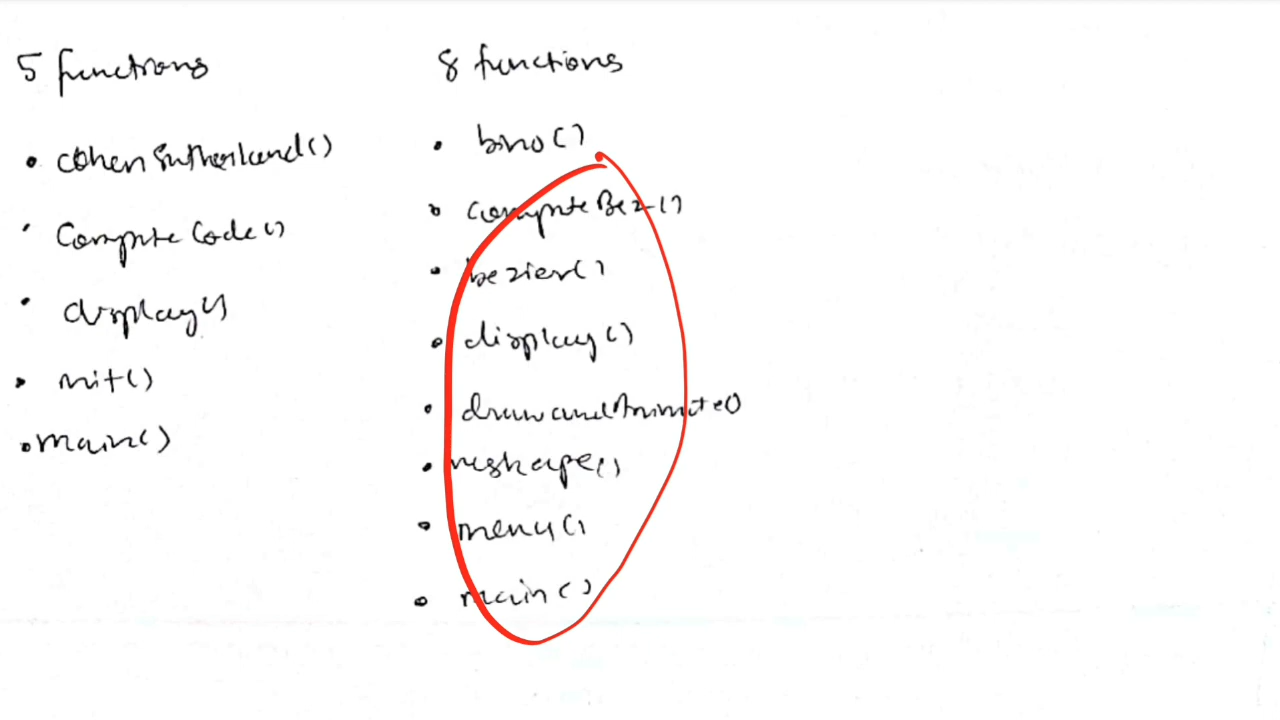 5 functions
• cohenSutherland()
• ComputeCode()
• display()
• init()
• main()
8 functions
• bino()
• computeBez()
• bezier()
• display()
• drawandAnimate()
• reshape()
• menu()
• main()